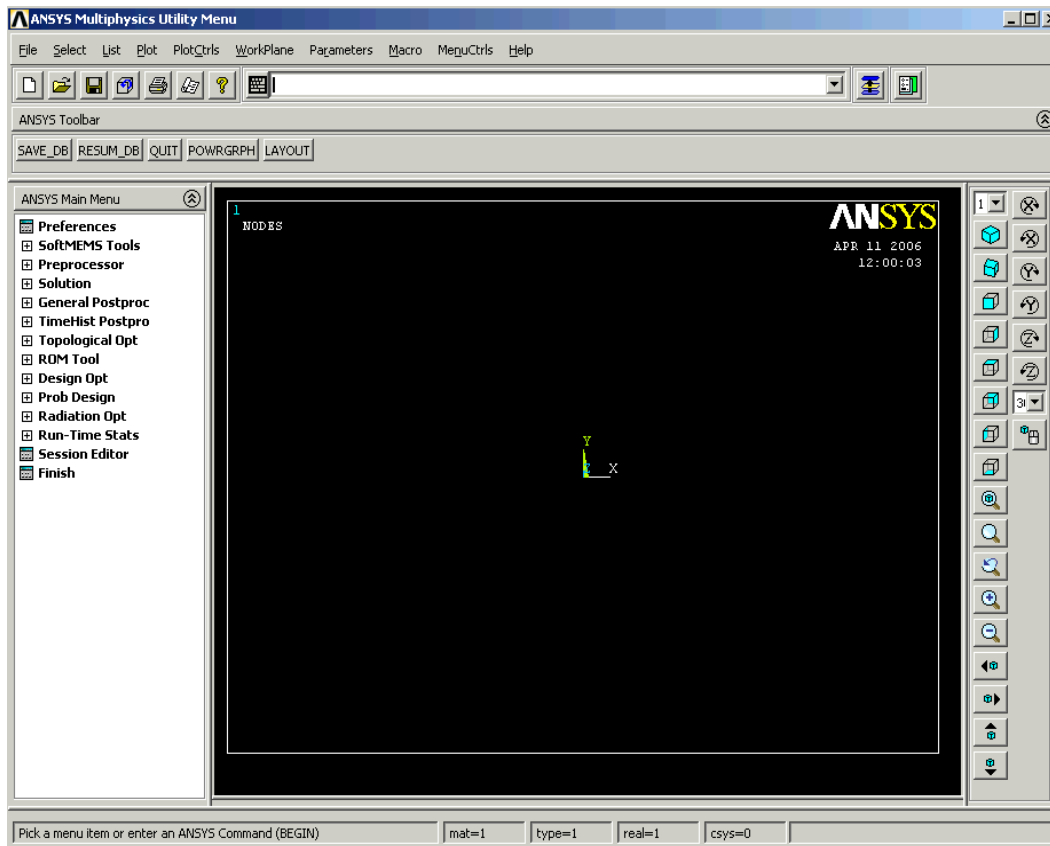 ANSYS Multiphysics Utility Menu
File Select List Plot PlotCtrls WorkPlane Parameters Macro MenuCtrls Help
ANSYS Toolbar
SAVE_DB RESUM_DB QUIT POWRGRPH LAYOUT
ANSYS Main Menu
Preferences
SoftMEMS Tools
Preprocessor
Solution
General Postproc
TimeHist Postpro
Topological Opt
ROM Tool
Design Opt
Prob Design
Radiation Opt
Run-Time Stats
Session Editor
Finish
1
NODES
ANSYS
APR 11 2006
12:00:03
Y
Z X
1
X
X
Y
Y
Z
Z
Pick a menu item or enter an ANSYS Command (BEGIN) mat=1 type=1 real=1 csys=0